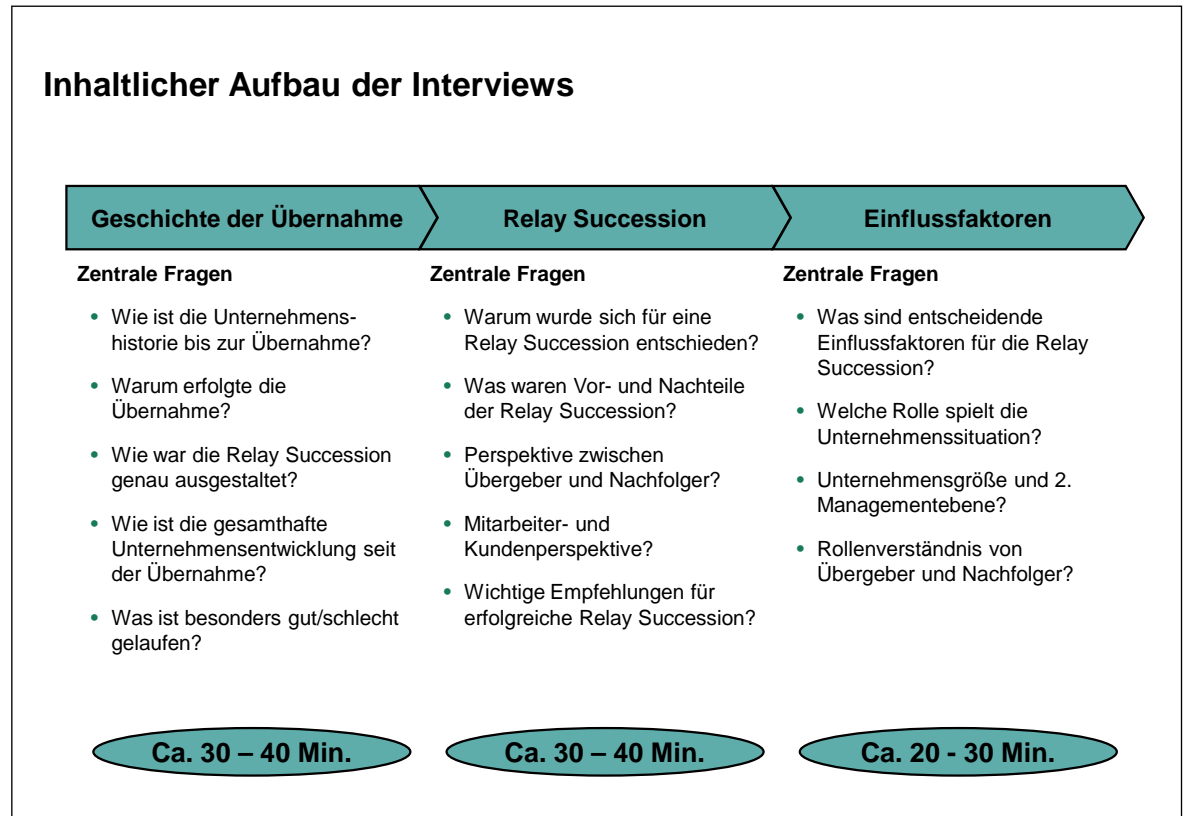 Inhaltlicher Aufbau der Interviews
Geschichte der Übernahme
Relay Succession
Einflussfaktoren
Zentrale Fragen
• Wie ist die Unternehmens-
historie bis zur Übernahme?
• Warum erfolgte die
Übernahme?
• Wie war die Relay Succession
genau ausgestaltet?
• Wie ist die gesamthafte
Unternehmensentwicklung seit
der Übernahme?
• Was ist besonders gut/schlecht
gelaufen?
Zentrale Fragen
• Warum wurde sich für eine
Relay Succession entschieden?
• Was waren Vor- und Nachteile
der Relay Succession?
• Perspektive zwischen
Übergeber und Nachfolger?
• Mitarbeiter- und
Kundenperspektive?
• Wichtige Empfehlungen für
erfolgreiche Relay Succession?
Zentrale Fragen
• Was sind entscheidende
Einflussfaktoren für die Relay
Succession?
• Welche Rolle spielt die
Unternehmenssituation?
• Unternehmensgröße und 2.
Managementebene?
• Rollenverständnis von
Übergeber und Nachfolger?
Ca. 30 – 40 Min.
Ca. 30 – 40 Min.
Ca. 20 - 30 Min.